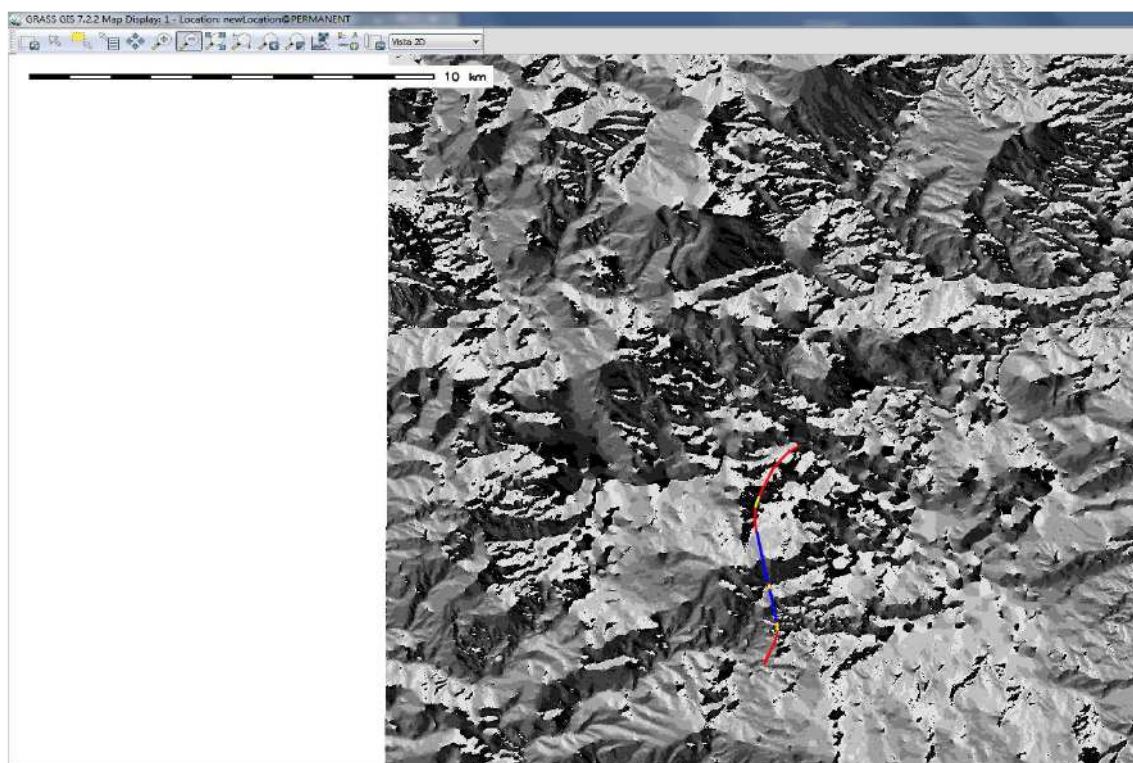 GRASS GIS 7.2.2 Map Display: 1 - Location: newLocation@PERMANENT
Vista 2D
10 km